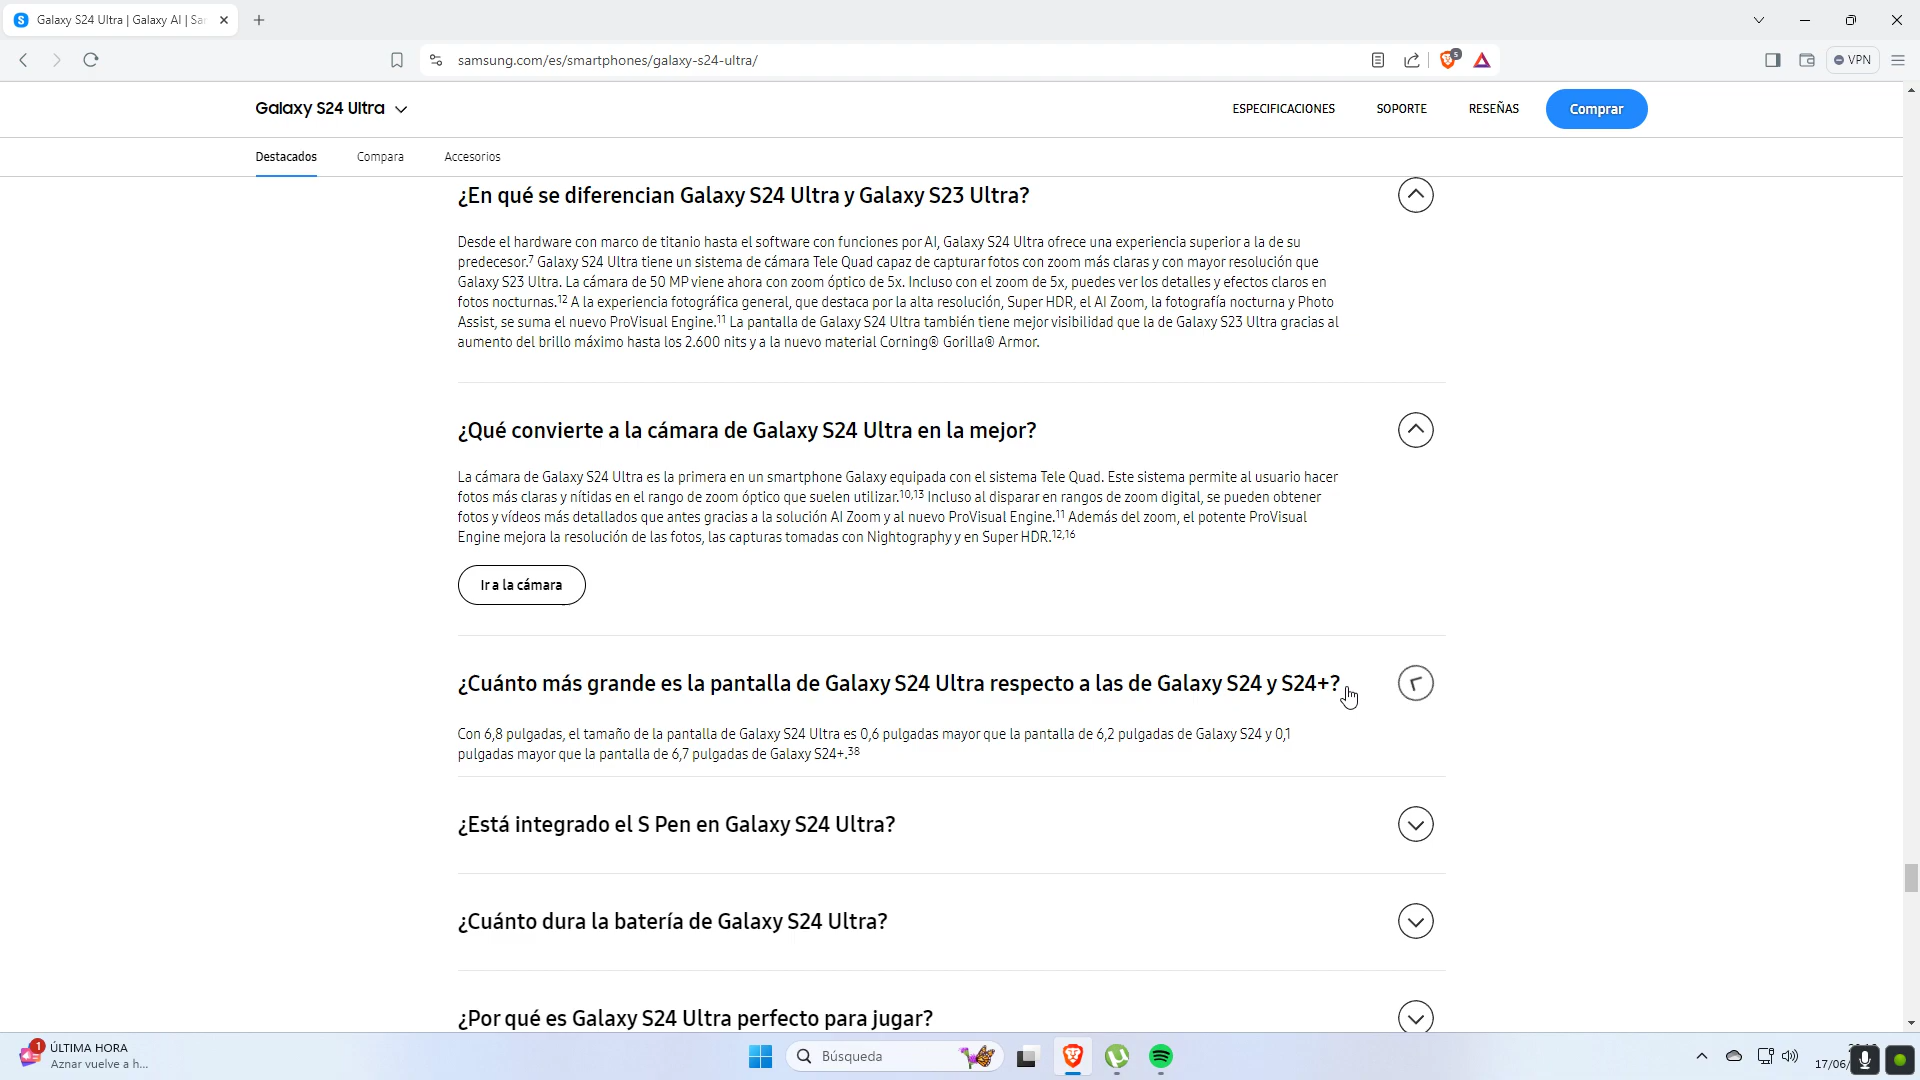 Galaxy S24 Ultra | Galaxy AI | Sa
samsung.com/es/smartphones/galaxy-s24-ultra/
5
VPN
Galaxy S24 Ultra
ESPECIFICACIONES
SOPORTE
RESEÑAS
Comprar
Destacados
Compara
Accesorios
¿En qué se diferencian Galaxy S24 Ultra y Galaxy S23 Ultra?
Desde el hardware con marco de titanio hasta el software con funciones por AI, Galaxy S24 Ultra ofrece una experiencia superior a la de su
predecesor.7 Galaxy S24 Ultra tiene un sistema de cámara Tele Quad capaz de capturar fotos con zoom más claras y con mayor resolución que
Galaxy S23 Ultra. La cámara de 50 MP viene ahora con zoom óptico de 5x. Incluso con el zoom de 5x, puedes ver los detalles y efectos claros en
fotos nocturnas.12 A la experiencia fotográfica general, que destaca por la alta resolución, Super HDR, el AI Zoom, la fotografía nocturna y Photo
Assist, se suma el nuevo ProVisual Engine.11 La pantalla de Galaxy S24 Ultra también tiene mejor visibilidad que la de Galaxy S23 Ultra gracias al
aumento del brillo máximo hasta los 2.600 nits y a la nuevo material Corning® Gorilla® Armor.
¿Qué convierte a la cámara de Galaxy S24 Ultra en la mejor?
La cámara de Galaxy S24 Ultra es la primera en un smartphone Galaxy equipada con el sistema Tele Quad. Este sistema permite al usuario hacer
fotos más claras y nítidas en el rango de zoom óptico que suelen utilizar.10,13 Incluso al disparar en rangos de zoom digital, se pueden obtener
fotos y vídeos más detallados que antes gracias a la solución AI Zoom y al nuevo ProVisual Engine.11 Además del zoom, el potente ProVisual
Engine mejora la resolución de las fotos, las capturas tomadas con Nightography y en Super HDR.12,16
Ir a la cámara
¿Cuánto más grande es la pantalla de Galaxy S24 Ultra respecto a las de Galaxy S24 y S24+?
Con 6,8 pulgadas, el tamaño de la pantalla de Galaxy S24 Ultra es 0,6 pulgadas mayor que la pantalla de 6,2 pulgadas de Galaxy S24 y 0,1
pulgadas mayor que la pantalla de 6,7 pulgadas de Galaxy S24+.38
¿Está integrado el S Pen en Galaxy S24 Ultra?
¿Cuánto dura la batería de Galaxy S24 Ultra?
¿Por qué es Galaxy S24 Ultra perfecto para jugar?
1
ÚLTIMA HORA
Aznar vuelve a h...
Búsqueda
17/06/